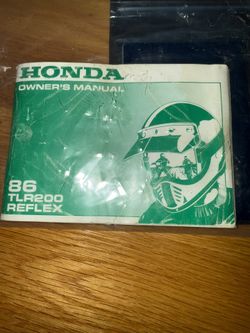 HONDA
OWNER'S MANUAL
86
TLR200
REFLEX